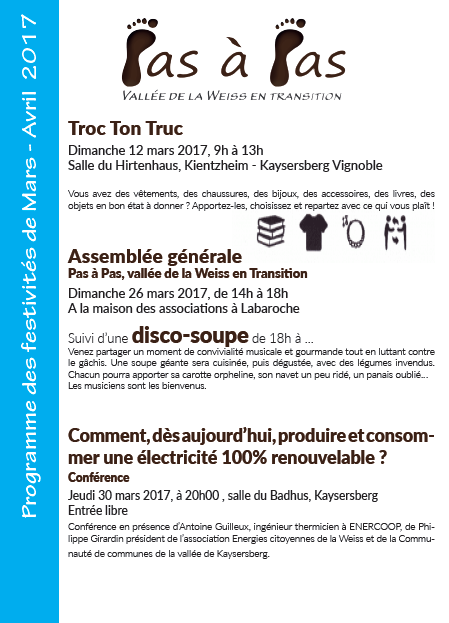 Programme des festivités de Mars - Avril 2017
Pas à Pas
Vallée de la Weiss en transition
Troc Ton Truc
Dimanche 12 mars 2017, 9h à 13h
Salle du Hirtenhaus, Kientzheim - Kaysersberg Vignoble
Vous avez des vêtements, des chaussures, des bijoux, des accessoires, des livres, des
objets en bon état à donner ? Apportez-les, choisissez et repartez avec ce qui vous plaît !
Assemblée générale
Pas à Pas, vallée de la Weiss en Transition
Dimanche 26 mars 2017, de 14h à 18h
A la maison des associations à Labaroche
Suivi d'une disco-soupe de 18h à ...
Venez partager un moment de convivialité musicale et gourmande tout en luttant contre
le gâchis. Une soupe géante sera cuisinée, puis dégustée, avec des légumes invendus.
Chacun pourra apporter sa carotte orpheline, son navet un peu ridé, un panais oublié...
Les musiciens sont les bienvenus.
Comment, dès aujourd'hui, produire et consom-
mer une électricité 100% renouvelable ?
Conférence
Jeudi 30 mars 2017, à 20h00 , salle du Badhus, Kaysersberg
Entrée libre
Conférence en présence d'Antoine Guilleux, ingénieur thermicien à ENERCOOP, de Phi-
lippe Girardin président de l'association Energies citoyennes de la Weiss et de la Commu-
nauté de communes de la vallée de Kaysersberg.